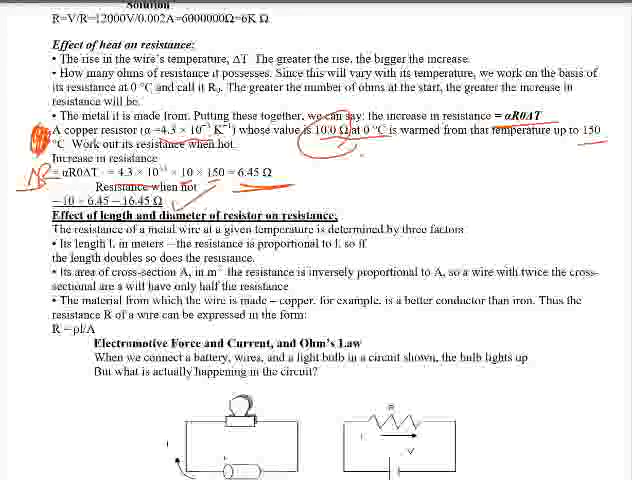 Solution
R=V/R=12000V/0.002A=6000000Ω=6K Ω
Effect of heat on resistance:
• The rise in the wire's temperature, ΔT The greater the rise, the bigger the increase.
• How many ohms of resistance it possesses. Since this will vary with its temperature, we work on the basis of
its resistance at 0 °C and call it R₀. The greater the number of ohms at the start, the greater the increase in
resistance will be.
• The metal it is made from. Putting these together, we can say: the increase in resistance = αR0ΔT
A copper resistor (α =4.3 × 10⁻³ K⁻¹) whose value is 10.0 Ω at 0 °C is warmed from that temperature up to 150
°C Work out its resistance when hot.
Increase in resistance
= αR0ΔT = 4.3 × 10⁻³ × 10 × 150 = 6.45 Ω
Resistance when hot
= 10 + 6.45 = 16.45 Ω
Effect of length and diameter of resistor on resistance;
The resistance of a metal wire at a given temperature is determined by three factors
• Its length l, in meters – the resistance is proportional to l, so if
the length doubles so does the resistance.
• Its area of cross-section A, in m² the resistance is inversely proportional to A, so a wire with twice the cross-
sectional are a will have only half the resistance
• The material from which the wire is made – copper, for example, is a better conductor than iron. Thus the
resistance R of a wire can be expressed in the form:
R =ρl/A
Electromotive Force and Current, and Ohm's Law
When we connect a battery, wires, and a light bulb in a circuit shown, the bulb lights up
But what is actually happening in the circuit?
R
I
V